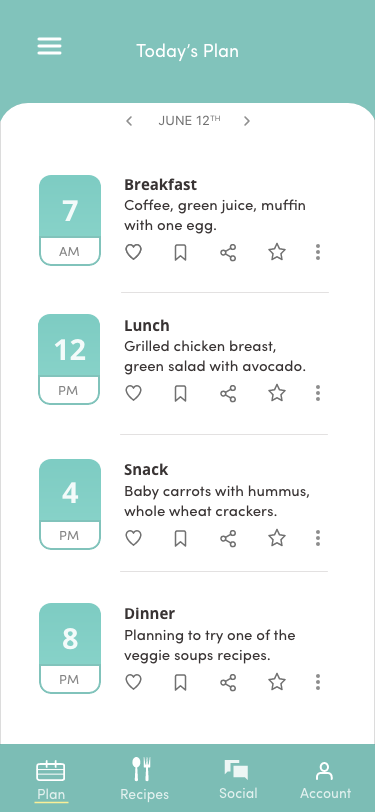 Today's Plan
JUNE 12TH
7
AM
Breakfast
Coffee, green juice, muffin
with one egg.
12
PM
Lunch
Grilled chicken breast,
green salad with avocado.
4
PM
Snack
Baby carrots with hummus,
whole wheat crackers.
8
PM
Dinner
Planning to try one of the
veggie soups recipes.
Plan Recipes Social Account